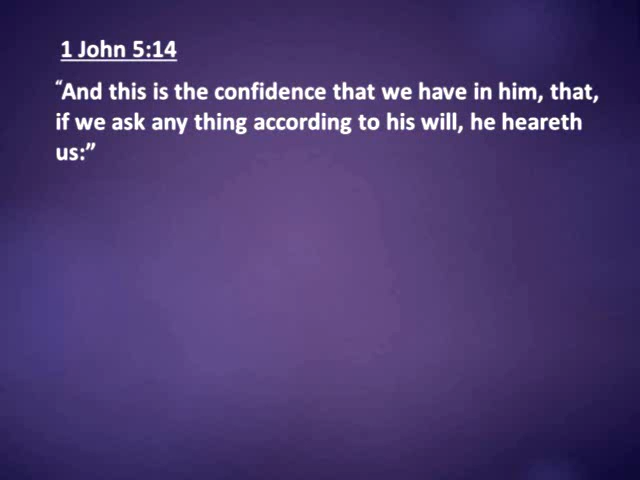 1 John 5:14
“And this is the confidence that we have in him, that,
if we ask any thing according to his will, he heareth
us:”